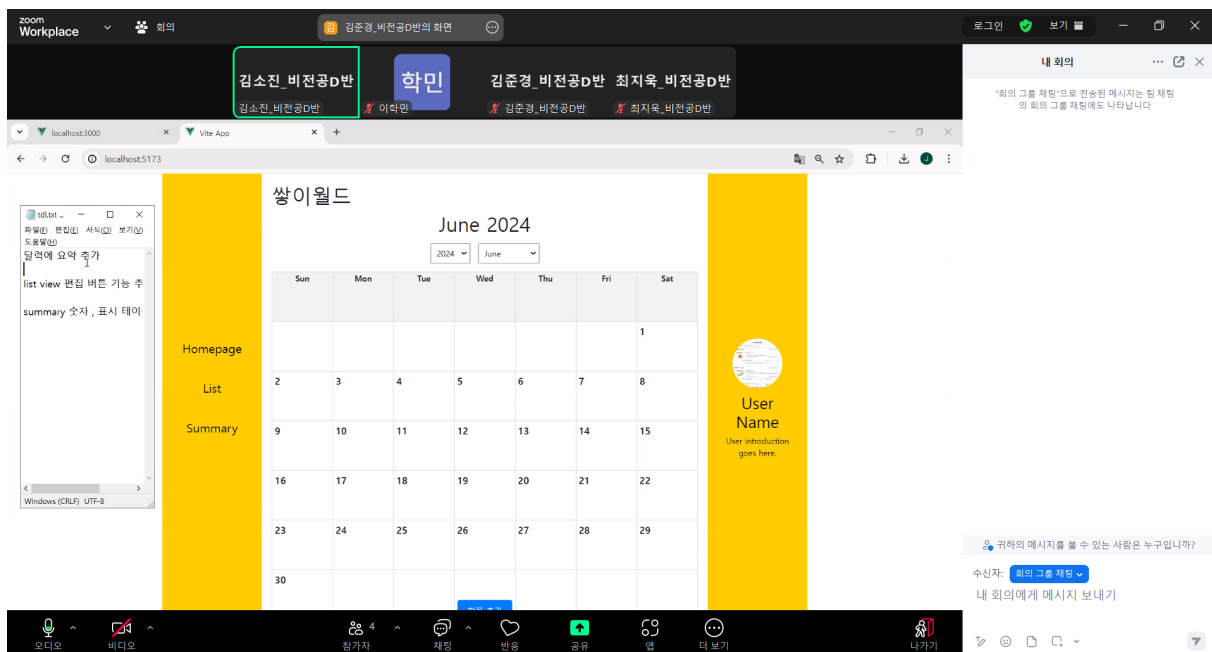 zoom
Workplace
회의
김 김준경_비전공D반의 화면
로그인
보기
김소진_비전공D반
김소진_비전공D반
학민
이학민
김준경_비전공D반
김준경_비전공D반
최지욱_비전공D반
최지욱_비전공D반
localhost:3000
Vite App
localhost:5173
J
tdl.txt
파일(F) 편집(E) 서식(O) 보기(V)
도움말(H)
달력에 요약 추가
list view 편집 버튼 기능 추
summary 숫자 , 표시 테이
Windows (CRLF) UTF-8
Homepage
List
Summary
쌓이월드
June 2024
2024
June
Sun Mon Tue Wed Thu Fri Sat
1
2 3 4 5 6 7 8
9 10 11 12 13 14 15
16 17 18 19 20 21 22
23 24 25 26 27 28 29
30
User
Name
User introduction
goes here.
내 회의
"회의 그룹 채팅"으로 전송된 메시지는 팀 채팅
의 회의 그룹 채팅에도 나타납니다
귀하의 메시지를 볼 수 있는 사람은 누구입니까?
수신자: 회의 그룹 채팅
내 회의에게 메시지 보내기
오디오
비디오
4
참가자
채팅
반응
공유
앱
더 보기
나가기